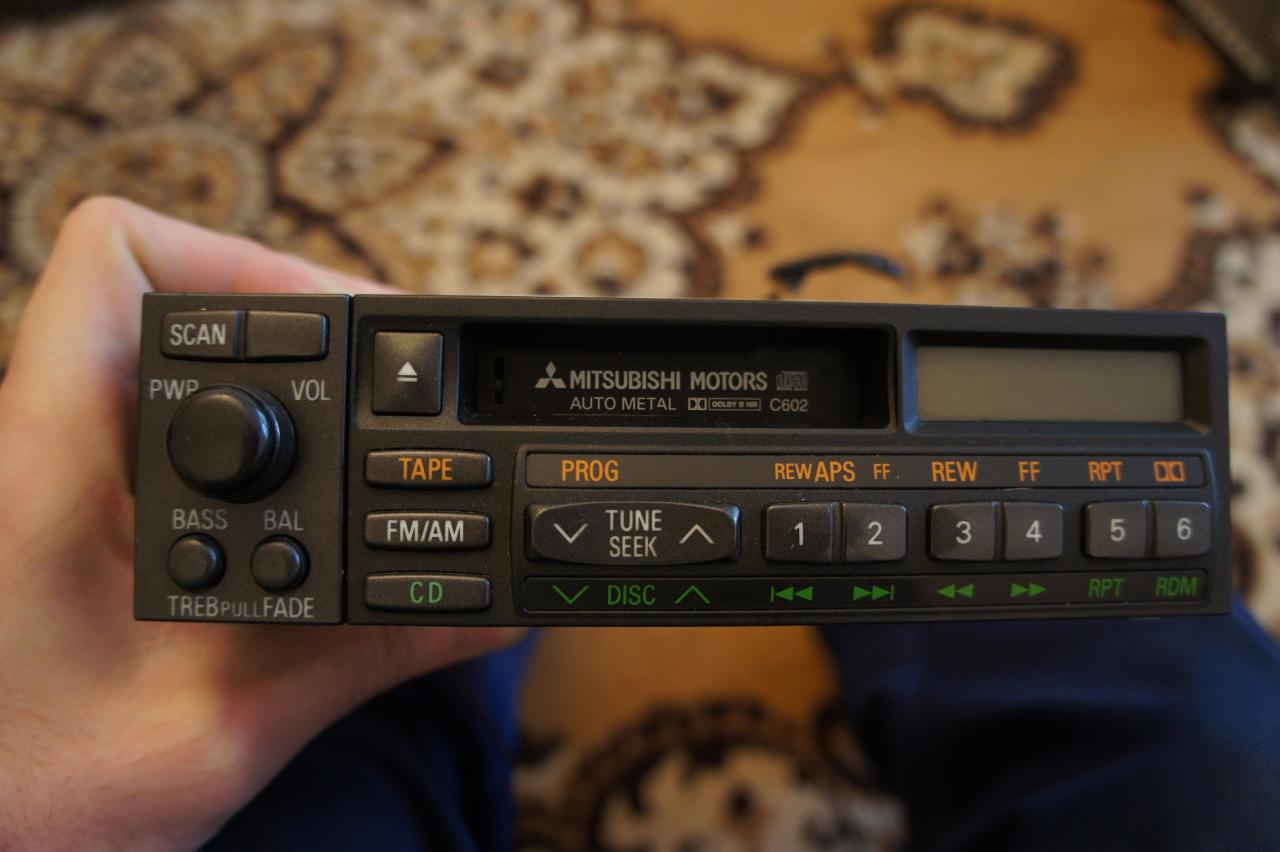 SCAN
PWR VOL
MITSUBISHI MOTORS
AUTO METAL DOLBY B NR C602
TAPE
PROG REW APS FF REW FF RPT
FM/AM
TUNE
SEEK
1 2 3 4 5 6
BASS BAL
CD
DISC RPT RDM
TREB PULL FADE